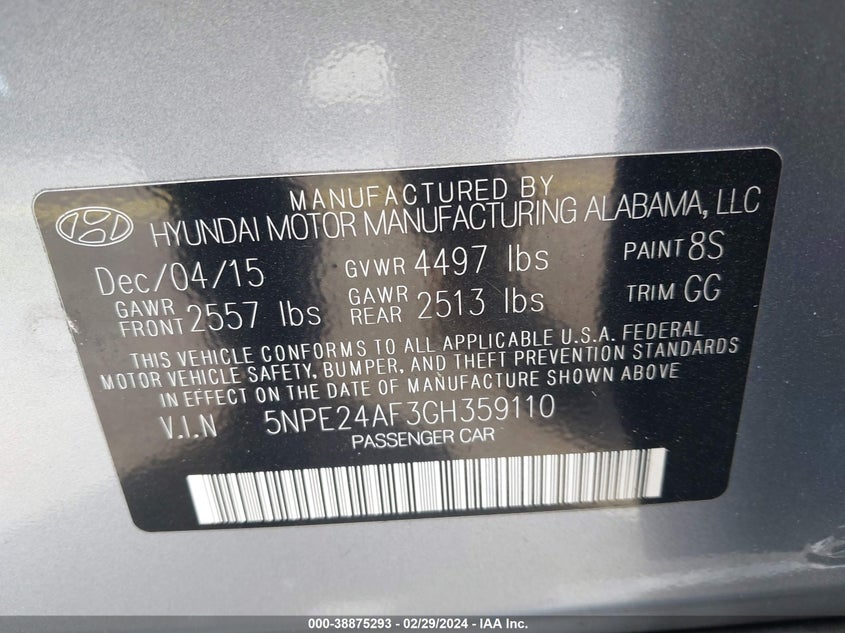 MANUFACTURED BY
HYUNDAI MOTOR MANUFACTURING ALABAMA, LLC
Dec/04/15 GVWR 4497 lbs PAINT 8S
GAWR FRONT 2557 lbs GAWR REAR 2513 lbs TRIM GG
THIS VEHICLE CONFORMS TO ALL APPLICABLE U.S.A. FEDERAL
MOTOR VEHICLE SAFETY, BUMPER, AND THEFT PREVENTION STANDARDS
IN EFFECT ON THE DATE OF MANUFACTURE SHOWN ABOVE.
V.I.N 5NPE24AF3GH359110
PASSENGER CAR
000-38875293 - 02/29/2024 - IAA Inc.